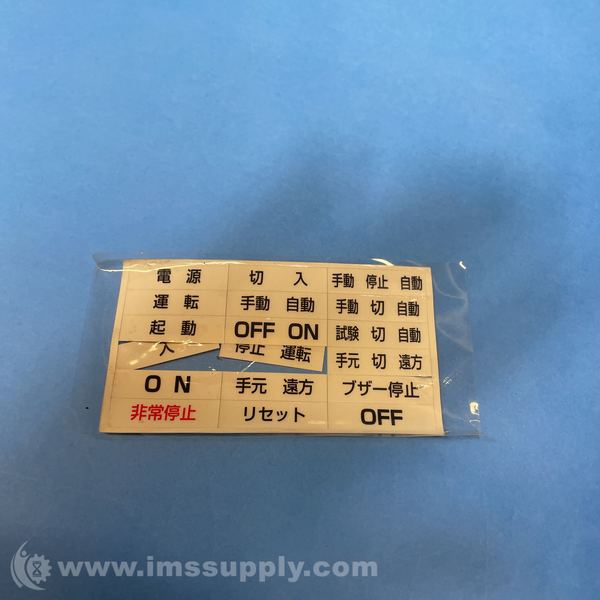 電源 切 入 手動 停止 自動
運転 手動 自動 手動 切 自動
起動 OFF ON 試験 切 自動
入 停止 運転 手元 切 遠方
ON 手元 遠方 ブザー停止
非常停止 リセット OFF
www.imssupply.com